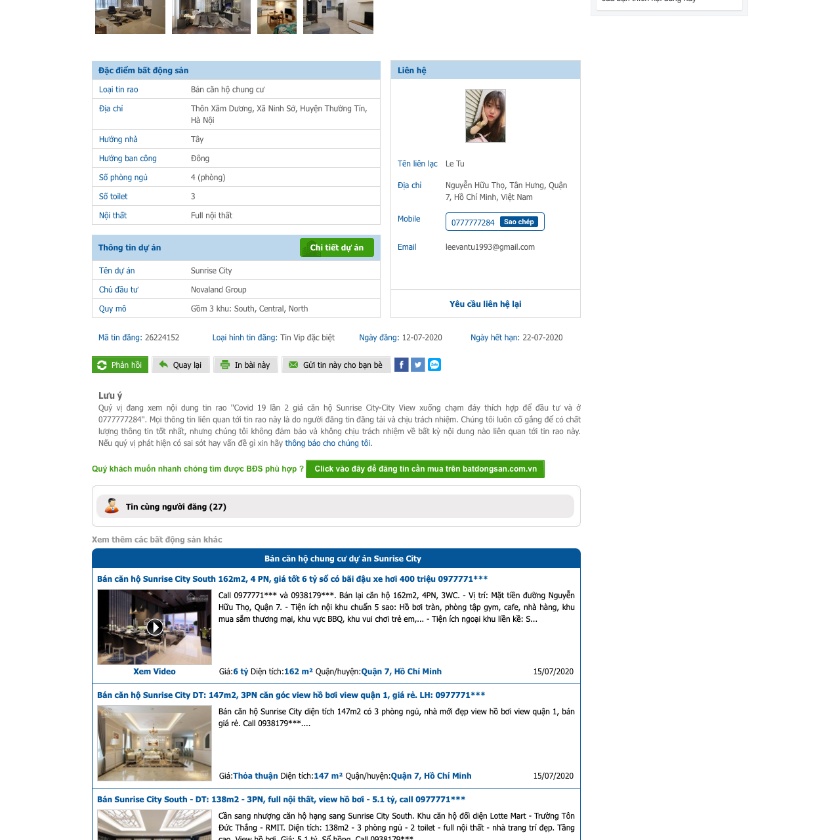 Đặc điểm bất động sản
Loại tin rao Bán căn hộ chung cư
Địa chỉ Thôn Xâm Dương, Xã Ninh Sở, Huyện Thường Tín,
Hà Nội
Hướng nhà Tây
Hướng ban công Đông
Số phòng ngủ 4 (phòng)
Số toilet 3
Nội thất Full nội thất
Thông tin dự án Chi tiết dự án
Tên dự án Sunrise City
Chủ đầu tư Novaland Group
Quy mô Gồm 3 khu: South, Central, North
Liên hệ
Tên liên lạc Le Tu
Địa chỉ Nguyễn Hữu Thọ, Tân Hưng, Quận
7, Hồ Chí Minh, Việt Nam
Mobile 0777777284 Sao chép
Email leevantu1993@gmail.com
Yêu cầu liên hệ lại
Mã tin đăng: 26224152 Loại hình tin đăng: Tin Vip đặc biệt Ngày đăng: 12-07-2020 Ngày hết hạn: 22-07-2020
Phản hồi Quay lại In bài này Gửi tin này cho bạn bè
Lưu ý
Quý vị đang xem nội dung tin rao "Covid 19 lần 2 giá căn hộ Sunrise City-City View xuống chạm đáy thích hợp để đầu tư và ở
0777777284". Mọi thông tin liên quan tới tin rao này là do người đăng tin đăng tải và chịu trách nhiệm. Chúng tôi luôn cố gắng để có chất
lượng thông tin tốt nhất, nhưng chúng tôi không đảm bảo và không chịu trách nhiệm về bất kỳ nội dung nào liên quan tới tin rao này.
Nếu quý vị phát hiện có sai sót hay vấn đề gì xin hãy thông báo cho chúng tôi.
Quý khách muốn nhanh chóng tìm được BĐS phù hợp ? Click vào đây để đăng tin cần mua trên batdongsan.com.vn
Tin cùng người đăng (27)
Xem thêm các bất động sản khác
Bán căn hộ chung cư dự án Sunrise City
Bán căn hộ Sunrise City South 162m2, 4 PN, giá tốt 6 tỷ sổ có bãi đậu xe hơi 400 triệu 0977771***
Call 0977771*** và 0938179***. Bán lại căn hộ 162m2, 4PN, 3WC. - Vị trí: Mặt tiền đường Nguyễn
Hữu Thọ, Quận 7. - Tiện ích nội khu chuẩn 5 sao: Hồ bơi tràn, phòng tập gym, cafe, nhà hàng, khu
mua sắm thương mại, khu vực BBQ, khu vui chơi trẻ em,... - Tiện ích ngoại khu liền kề: S...
Xem Video Giá:6 tỷ Diện tích:162 m² Quận/huyện:Quận 7, Hồ Chí Minh 15/07/2020
Bán căn hộ Sunrise City DT: 147m2, 3PN căn góc view hồ bơi view quận 1, giá rẻ. LH: 0977771***
Bán căn hộ Sunrise City diện tích 147m2 có 3 phòng ngủ, nhà mới đẹp view hồ bơi view quận 1, bán
giá rẻ. Call 0938179***....
Giá:Thỏa thuận Diện tích:147 m² Quận/huyện:Quận 7, Hồ Chí Minh 15/07/2020
Bán Sunrise City South - DT: 138m2 - 3PN, full nội thất, view hồ bơi - 5.1 tỷ, call 0977771***
Cần sang nhượng căn hộ hạng sang Sunrise City South. Khu căn hộ đối diện Lotte Mart - Trường Tôn
Đức Thắng - RMIT. Diện tích: 138m2 - 3 phòng ngủ - 2 toilet - full nội thất - nhà trang trí đẹp. Tầng